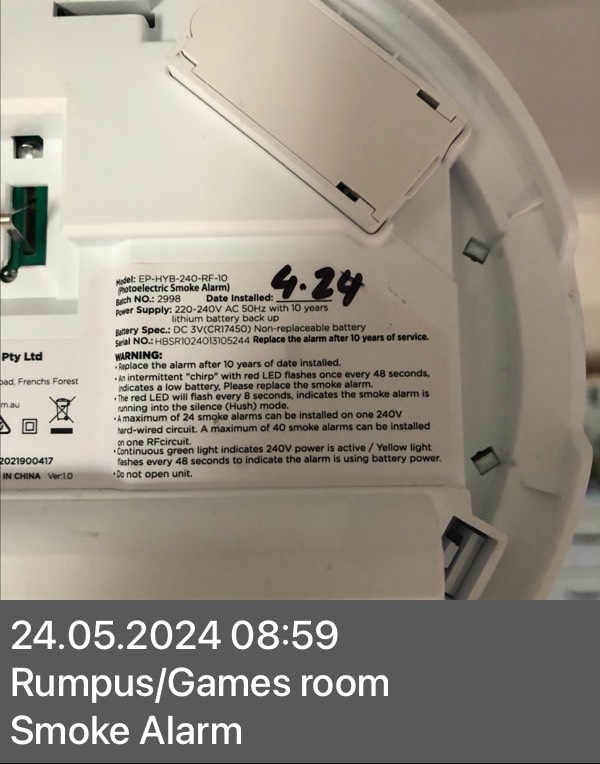 Model: EP-HYB-240-RF-10
(Photoelectric Smoke Alarm)
Batch NO.: 2998 Date Installed: 4.24
Power Supply: 220-240V AC 50Hz with 10 years
lithium battery back up
Battery Spec.: DC 3V(CR17450) Non-replaceable battery
Serial NO.: HBSR1024013105244 Replace the alarm after 10 years of service.
WARNING:
• Replace the alarm after 10 years of date installed.
• An intermittent "chirp" with red LED flashes once every 48 seconds,
indicates a low battery, Please replace the smoke alarm.
• The red LED will flash every 8 seconds, indicates the smoke alarm is
running into the silence (Hush) mode.
• A maximum of 24 smoke alarms can be installed on one 240V
hard-wired circuit. A maximum of 40 smoke alarms can be installed
on one RFcircuit.
• Continuous green light indicates 240V power is active / Yellow light
flashes every 48 seconds to indicate the alarm is using battery power.
• Do not open unit.
Pty Ltd
oad, Frenchs Forest
m.au
2021900417
IN CHINA Ver1.0
24.05.2024 08:59
Rumpus/Games room
Smoke Alarm